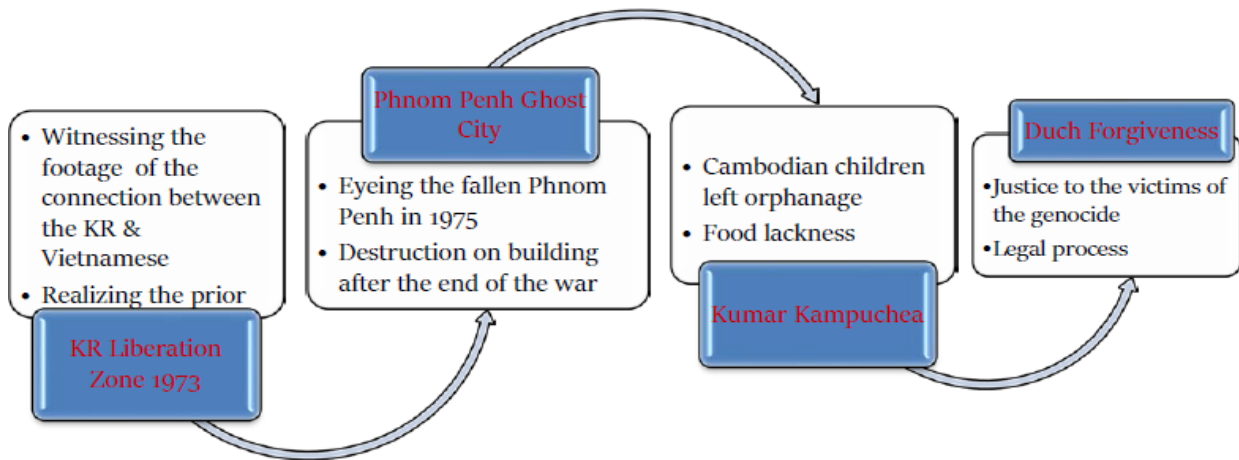 • Witnessing the
footage of the
connection between
the KR &
Vietnamese
• Realizing the prior
KR Liberation
Zone 1973
Phnom Penh Ghost
City
• Eyeing the fallen Phnom
Penh in 1975
• Destruction on building
after the end of the war
• Cambodian children
left orphanage
• Food lackness
Kumar Kampuchea
Duch Forgiveness
•Justice to the victims of
the genocide
•Legal process